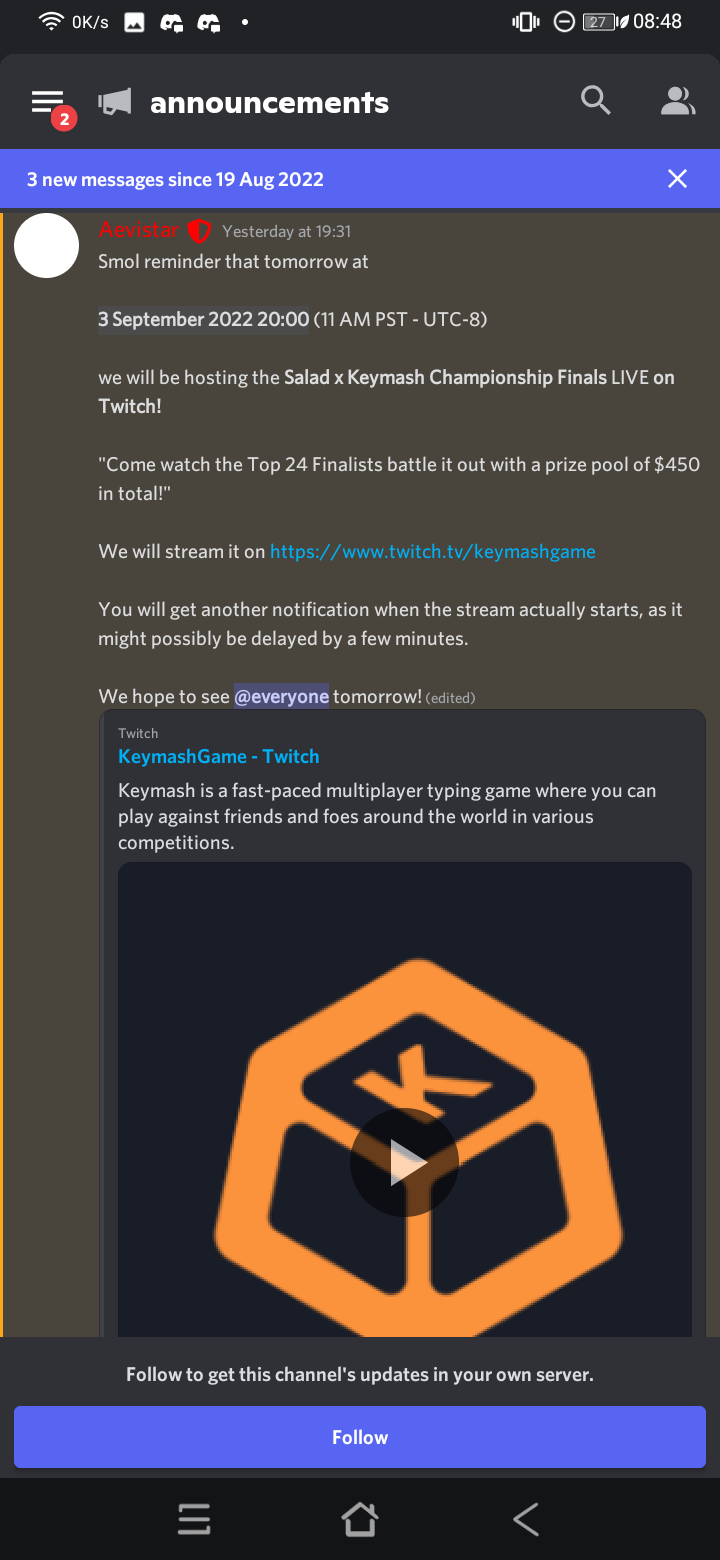 0K/s
27
08:48
2
announcements
3 new messages since 19 Aug 2022
Aevistar Yesterday at 19:31
Smol reminder that tomorrow at
3 September 2022 20:00 (11 AM PST - UTC-8)
we will be hosting the Salad x Keymash Championship Finals LIVE on
Twitch!
"Come watch the Top 24 Finalists battle it out with a prize pool of $450
in total!"
We will stream it on https://www.twitch.tv/keymashgame
You will get another notification when the stream actually starts, as it
might possibly be delayed by a few minutes.
We hope to see @everyone tomorrow! (edited)
Twitch
KeymashGame - Twitch
Keymash is a fast-paced multiplayer typing game where you can
play against friends and foes around the world in various
competitions.
K
Follow to get this channel's updates in your own server.
Follow